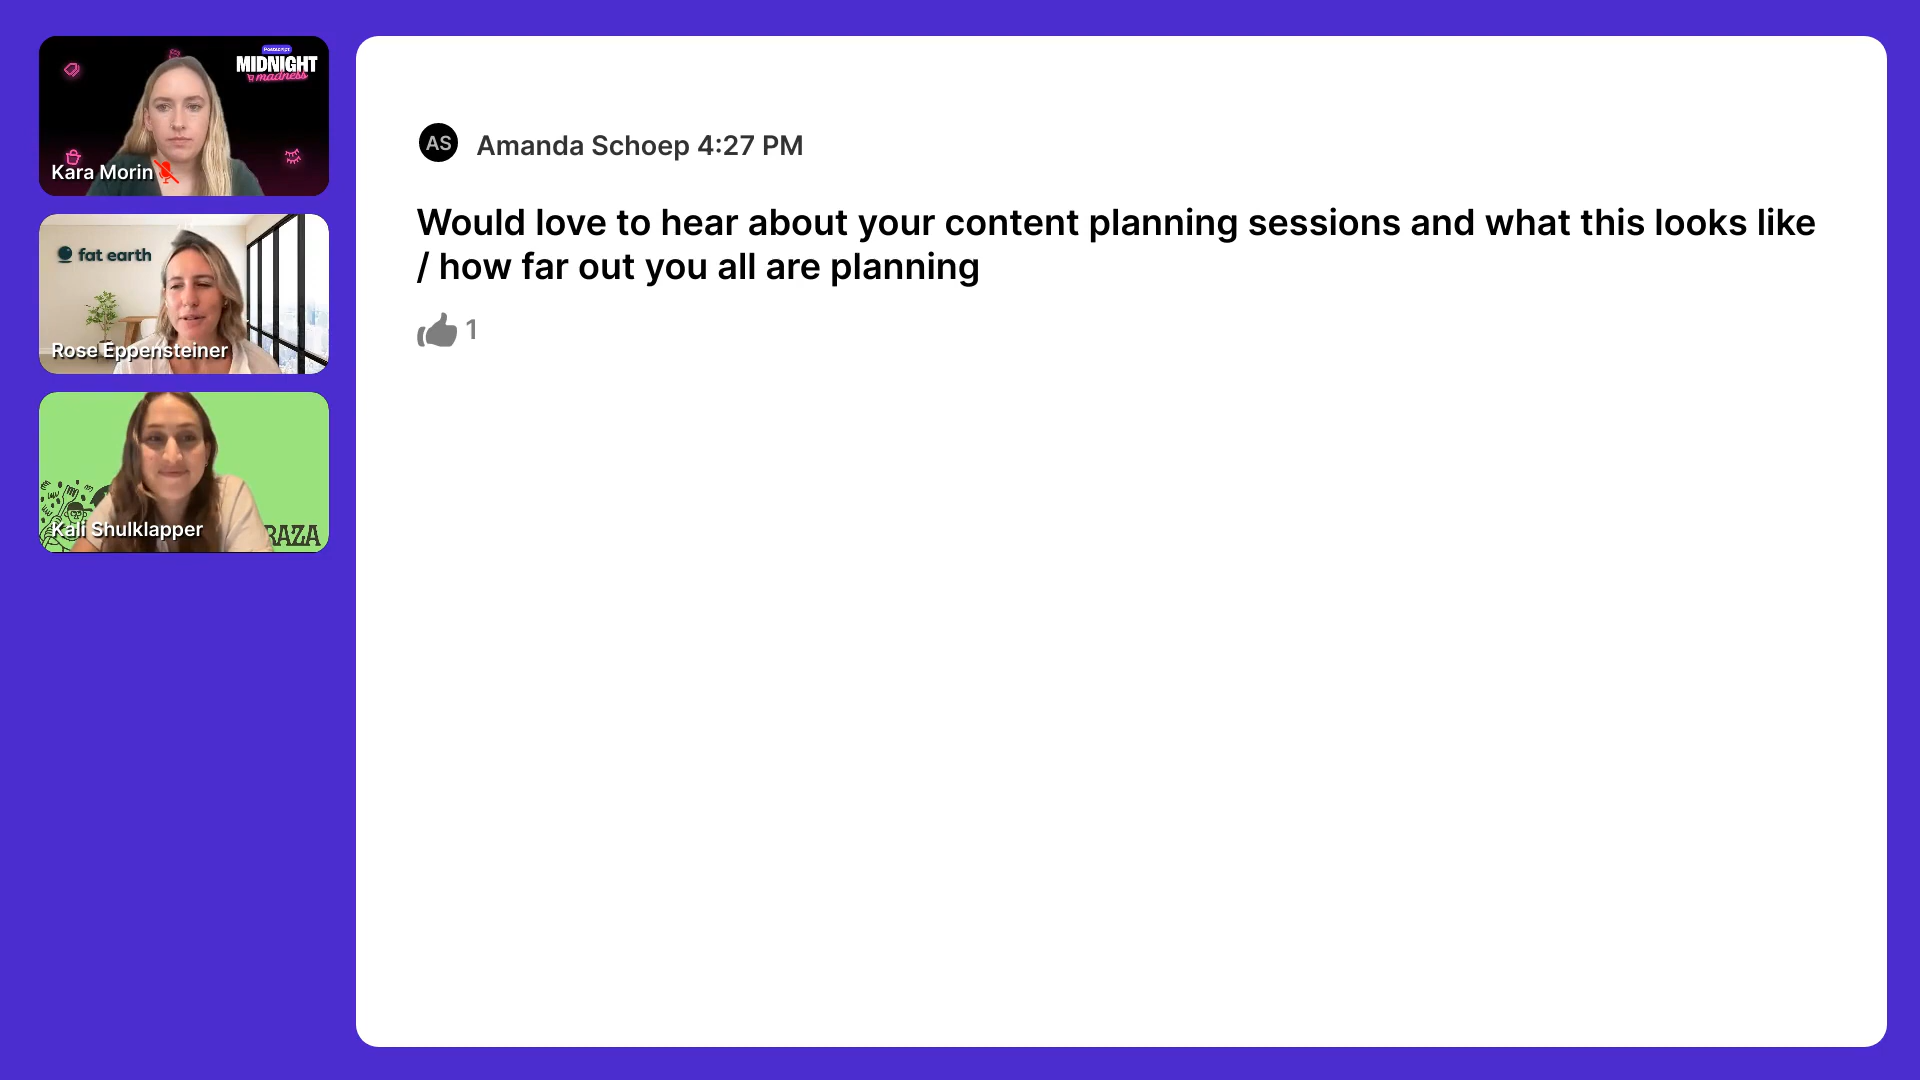 Postscript
MIDNIGHT
madness
Kara Morin
fat earth
Rose Eppensteiner
Kali Shulklapper
RAZA
AS
Amanda Schoep 4:27 PM
Would love to hear about your content planning sessions and what this looks like
/ how far out you all are planning
1